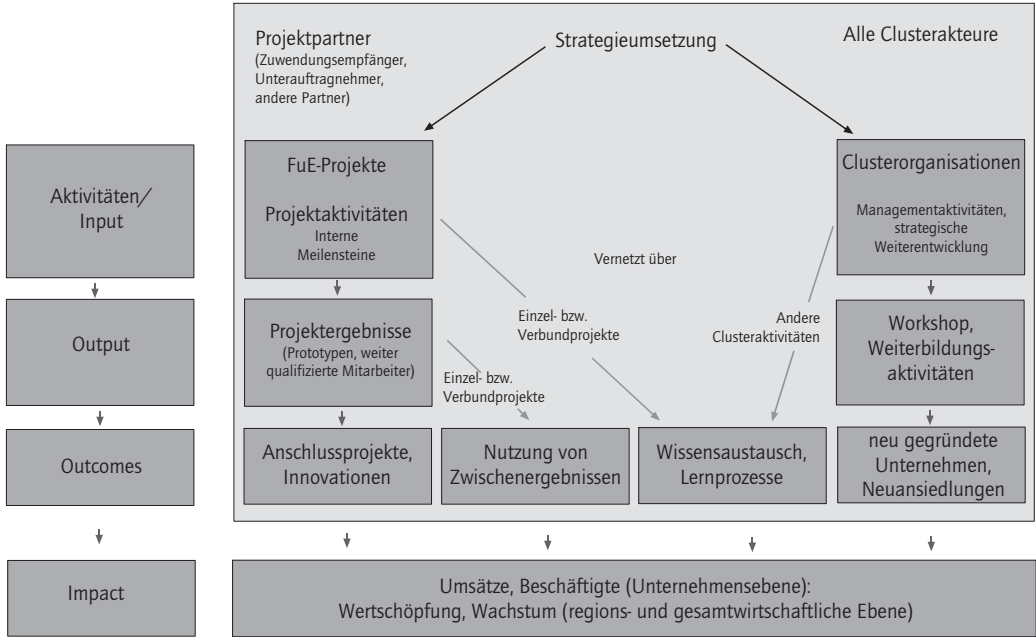 Projektpartner
(Zuwendungsempfänger,
Unterauftragnehmer,
andere Partner)
Strategieumsetzung
Alle Clusterakteure
Aktivitäten/
Input
FuE-Projekte
Projektaktivitäten
Interne
Meilensteine
Clusterorganisationen
Managementaktivitäten,
strategische
Weiterentwicklung
Vernetzt über
Output
Projektergebnisse
(Prototypen, weiter
qualifizierte Mitarbeiter)
Einzel- bzw.
Verbundprojekte
Einzel- bzw.
Verbundprojekte
Andere
Clusteraktivitäten
Workshop,
Weiterbildungs-
aktivitäten
Outcomes
Anschlussprojekte,
Innovationen
Nutzung von
Zwischenergebnissen
Wissensaustausch,
Lernprozesse
neu gegründete
Unternehmen,
Neuansiedlungen
Impact
Umsätze, Beschäftigte (Unternehmensebene):
Wertschöpfung, Wachstum (regions- und gesamtwirtschaftliche Ebene)